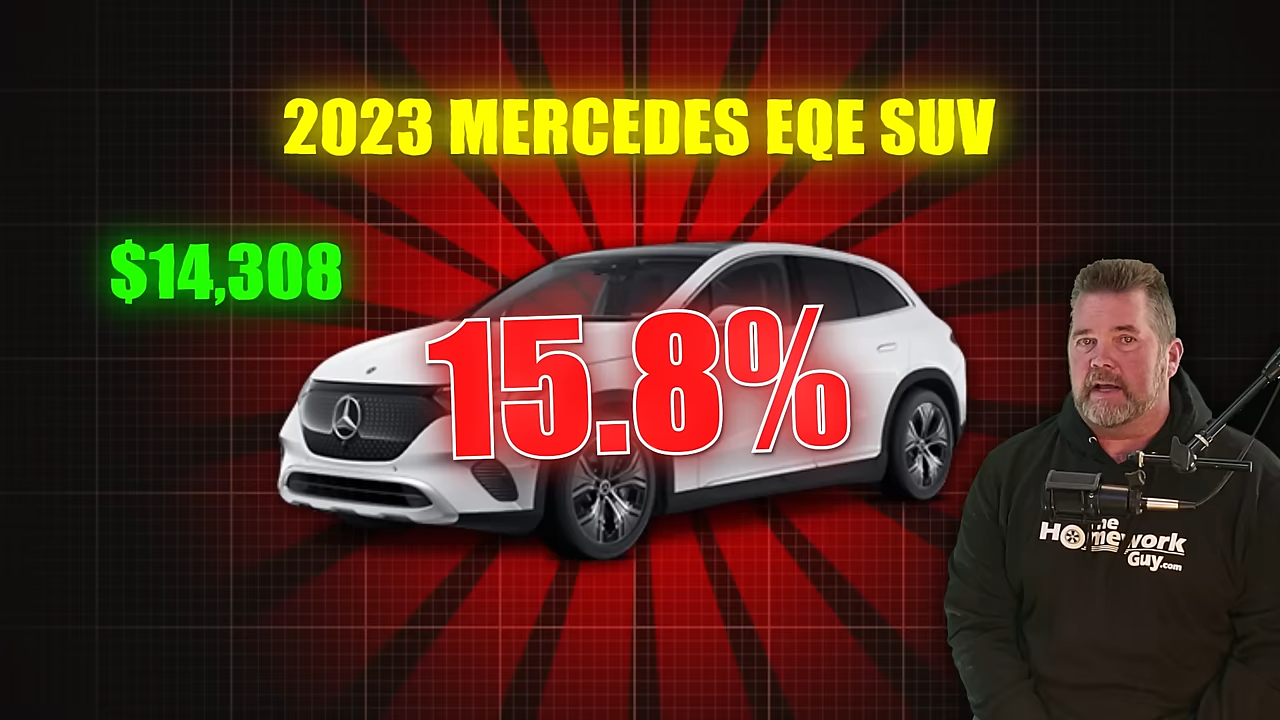 2023 MERCEDES EQE SUV
$14,308
15.8%
The
Homework
Guy.com